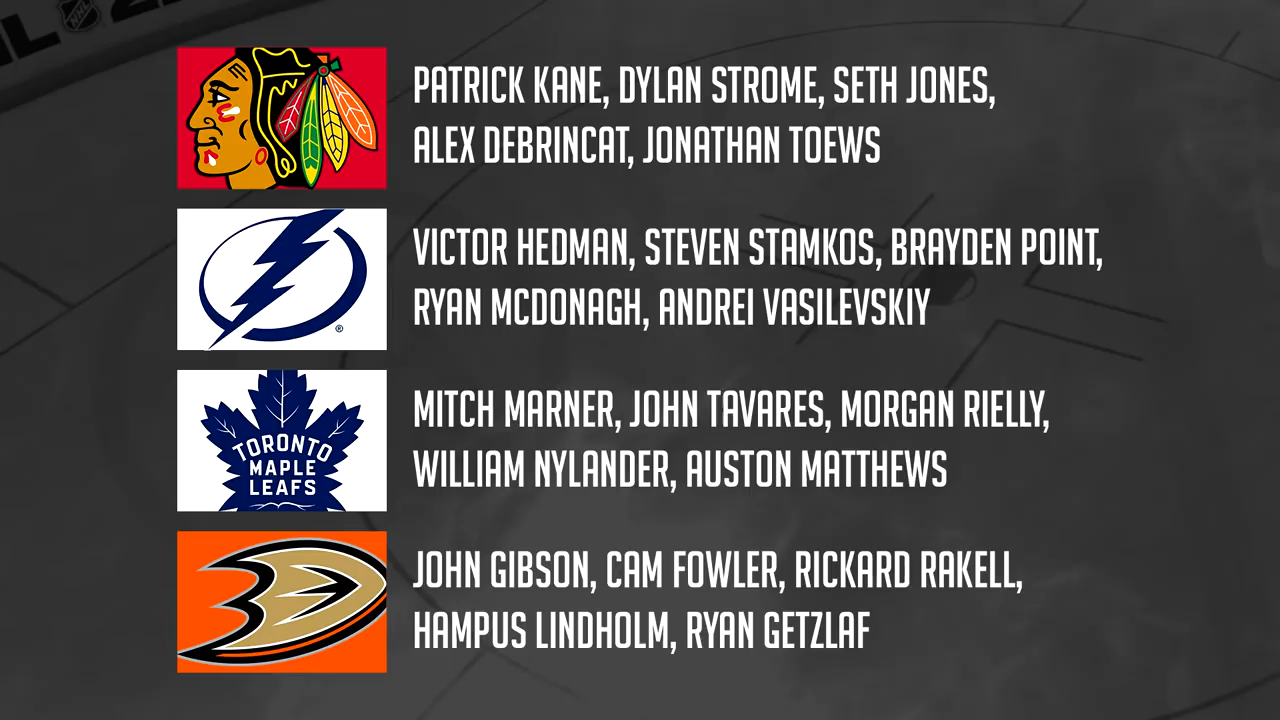 PATRICK KANE, DYLAN STROME, SETH JONES,
ALEX DEBRINCAT, JONATHAN TOEWS
VICTOR HEDMAN, STEVEN STAMKOS, BRAYDEN POINT,
RYAN MCDONAGH, ANDREI VASILEVSKIY
TORONTO
MAPLE
LEAFS
MITCH MARNER, JOHN TAVARES, MORGAN RIELLY,
WILLIAM NYLANDER, AUSTON MATTHEWS
JOHN GIBSON, CAM FOWLER, RICKARD RAKELL,
HAMPUS LINDHOLM, RYAN GETZLAF